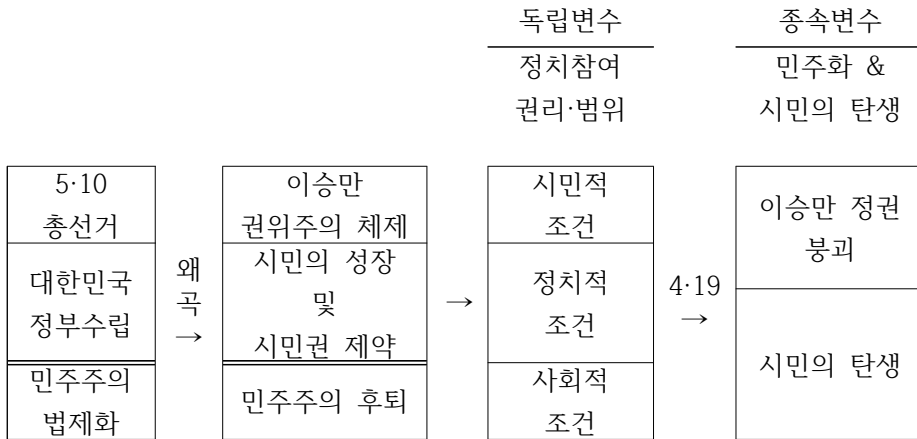 독립변수
종속변수
정치참여
권리·범위
민주화 &
시민의 탄생
5·10
총선거
대한민국
정부수립
민주주의
법제화
왜
곡
→
이승만
권위주의 체제
시민의 성장
및
시민권 제약
민주주의 후퇴
→
시민적
조건
정치적
조건
사회적
조건
4·19
→
이승만 정권
붕괴
시민의 탄생